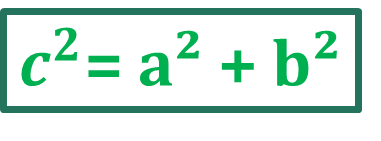 c² = a² + b²